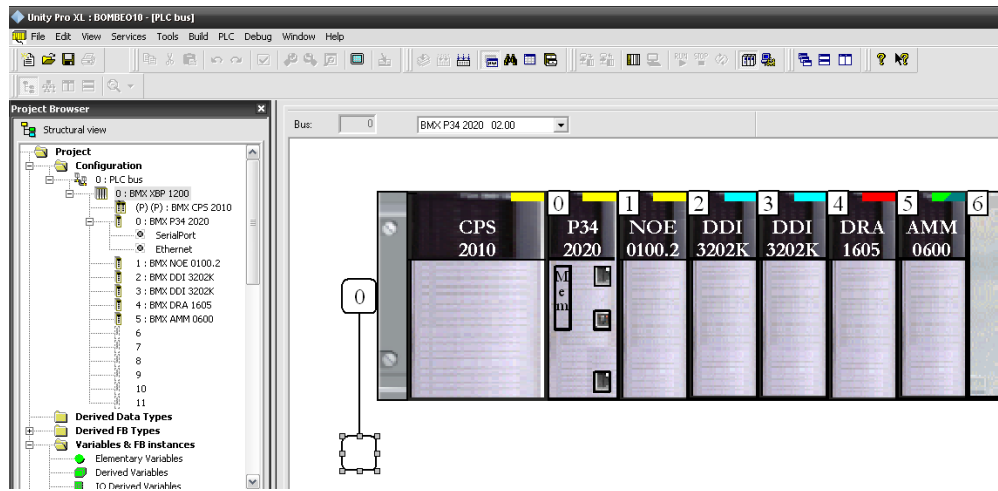 Unity Pro XL : BOMBEO10 - [PLC bus]
File Edit View Services Tools Build PLC Debug Window Help
RUN STOP
Project Browser
Structural view
Project
Configuration
0 : PLC bus
0 : BMX XBP 1200
(P) (P) : BMX CPS 2010
0 : BMX P34 2020
SerialPort
Ethernet
1 : BMX NOE 0100.2
2 : BMX DDI 3202K
3 : BMX DDI 3202K
4 : BMX DRA 1605
5 : BMX AMM 0600
6
7
8
9
10
11
Derived Data Types
Derived FB Types
Variables & FB instances
Elementary Variables
Derived Variables
IO Derived Variables
Bus: 0 BMX P34 2020 02.00
0 1 2 3 4 5 6
CPS P34 NOE DDI DDI DRA AMM
2010 2020 0100.2 3202K 3202K 1605 0600
Mem
0